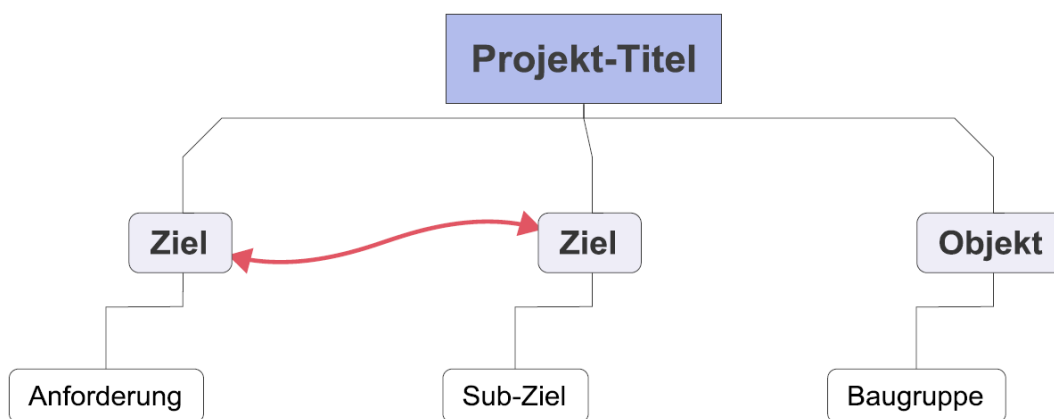 Projekt-Titel
Ziel
Ziel
Objekt
Anforderung
Sub-Ziel
Baugruppe